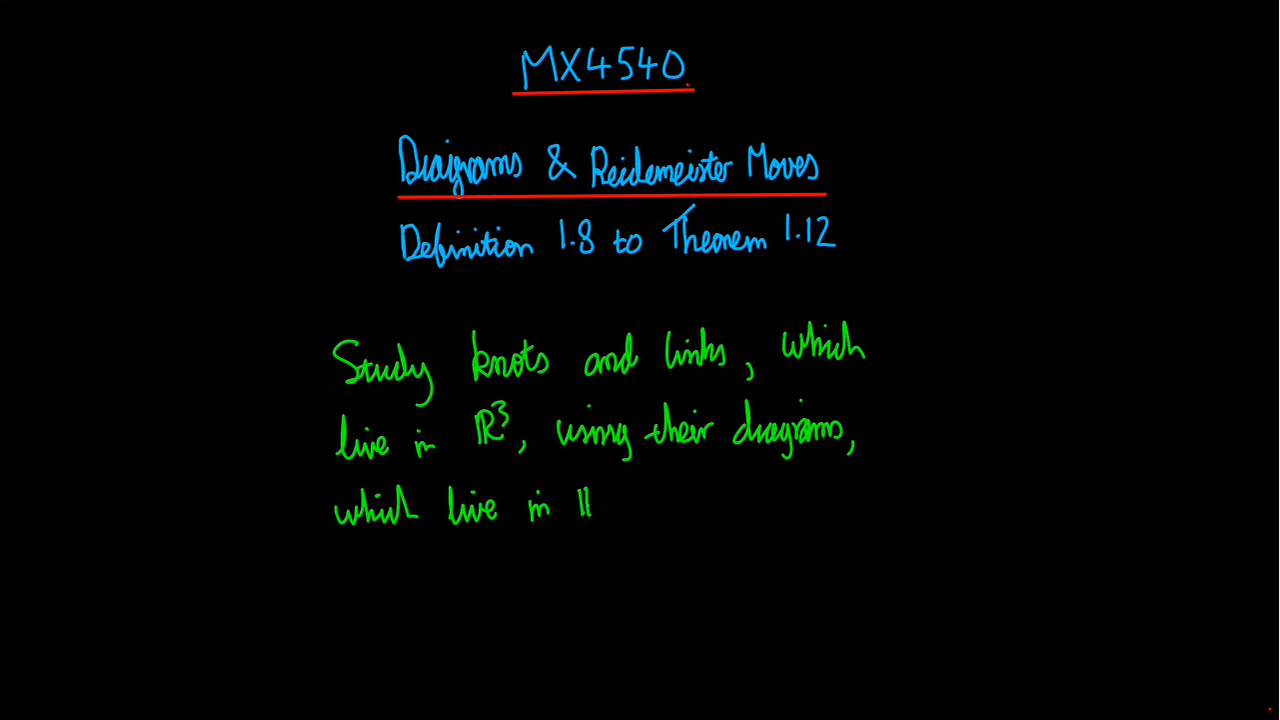 MX4540
Diagrams & Reidemeister Moves
Definition 1.8 to Theorem 1.12
Study knots and links, which
live in ℝ³, using their diagrams,
which live in